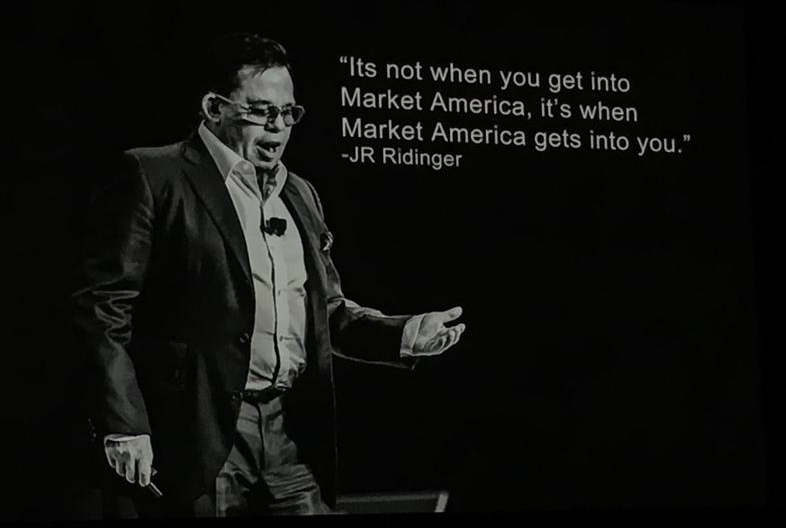 “Its not when you get into
Market America, it’s when
Market America gets into you.”
-JR Ridinger